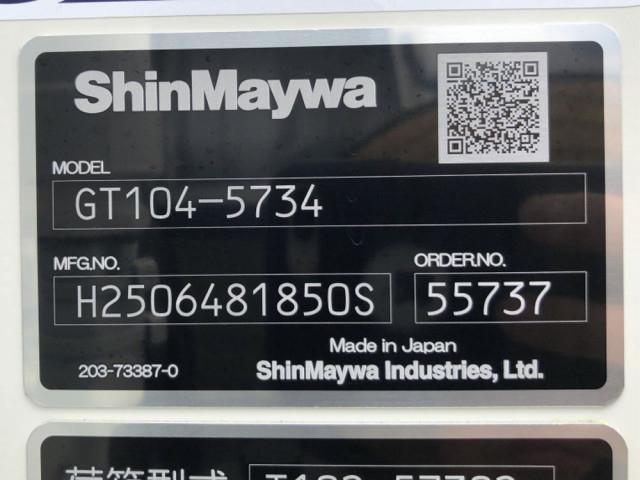 ShinMaywa
MODEL
GT104-5734
MFG.NO.
ORDER.NO.
H2506481850S
55737
Made in Japan
203-73387-0
ShinMaywa Industries, Ltd.